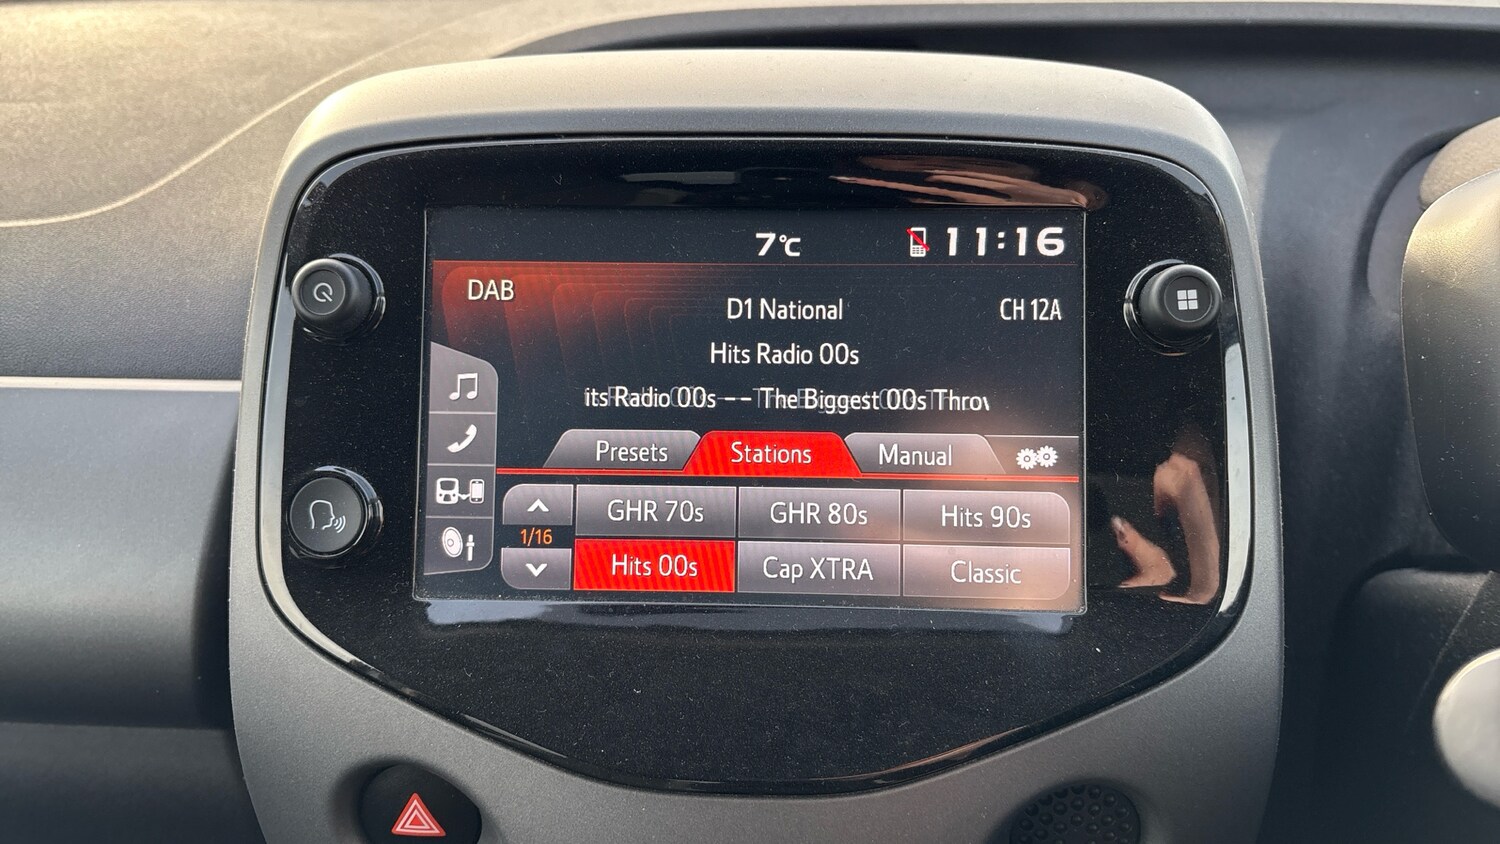 7°C 11:16
DAB
D1 National CH 12A
Hits Radio 00s
its Radio 00s -- The Biggest 00s Throw
Presets Stations Manual
GHR 70s GHR 80s Hits 90s
1/16
Hits 00s Cap XTRA Classic